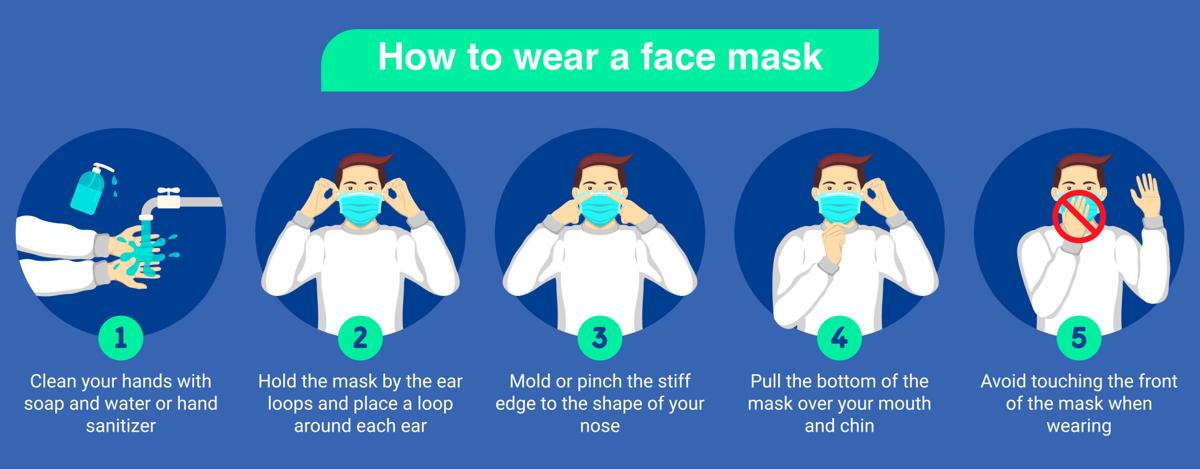 How to wear a face mask
1
Clean your hands with
soap and water or hand
sanitizer
2
Hold the mask by the ear
loops and place a loop
around each ear
3
Mold or pinch the stiff
edge to the shape of your
nose
4
Pull the bottom of the
mask over your mouth
and chin
5
Avoid touching the front
of the mask when
wearing